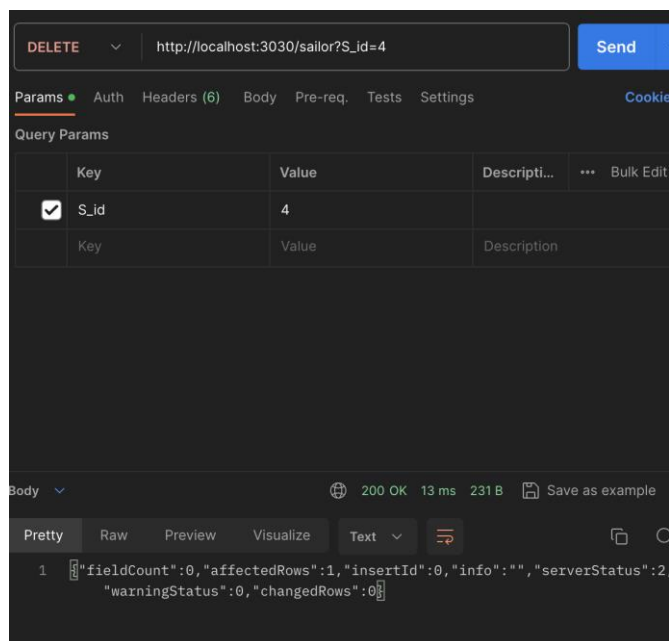 DELETE http://localhost:3030/sailor?S_id=4 Send
Params Auth Headers (6) Body Pre-req. Tests Settings Cookie
Query Params
Key Value Descripti... ••• Bulk Edit
S_id 4
Key Value Description
Body 200 OK 13 ms 231 B Save as example
Pretty Raw Preview Visualize Text
1 {"fieldCount":0,"affectedRows":1,"insertId":0,"info":"","serverStatus":2,
"warningStatus":0,"changedRows":0}